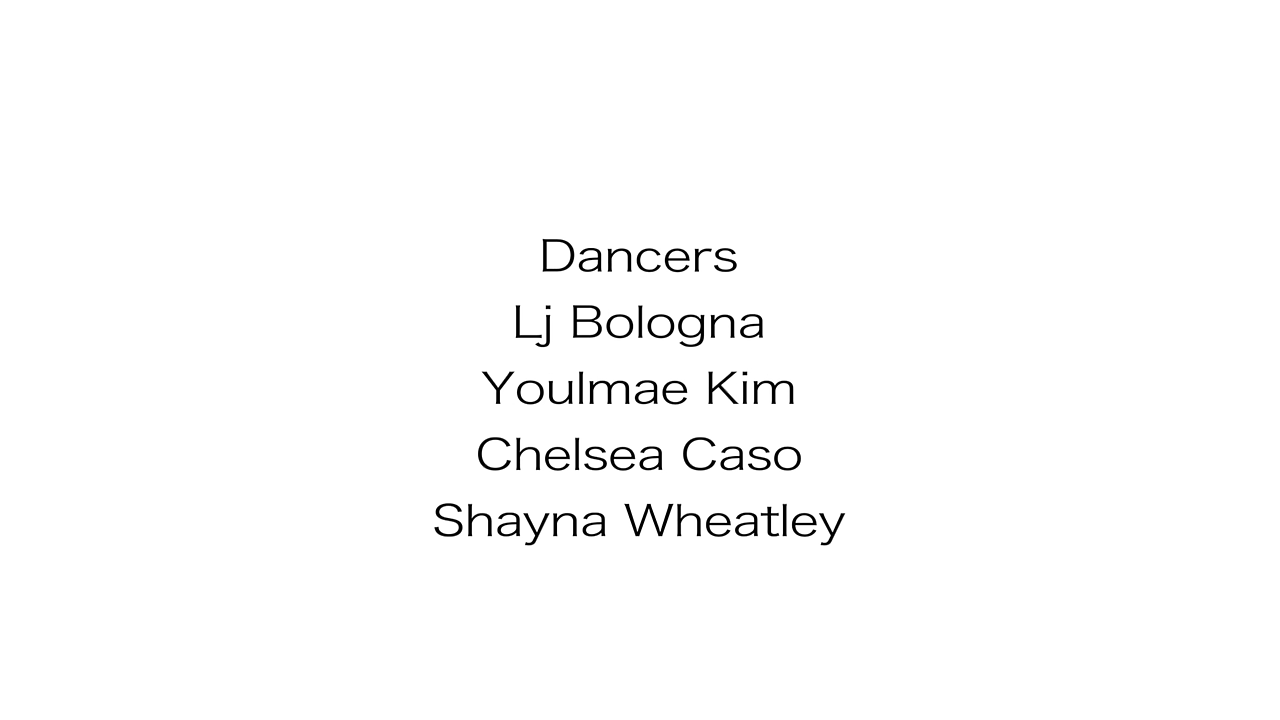 Dancers
Lj Bologna
Youlmae Kim
Chelsea Caso
Shayna Wheatley